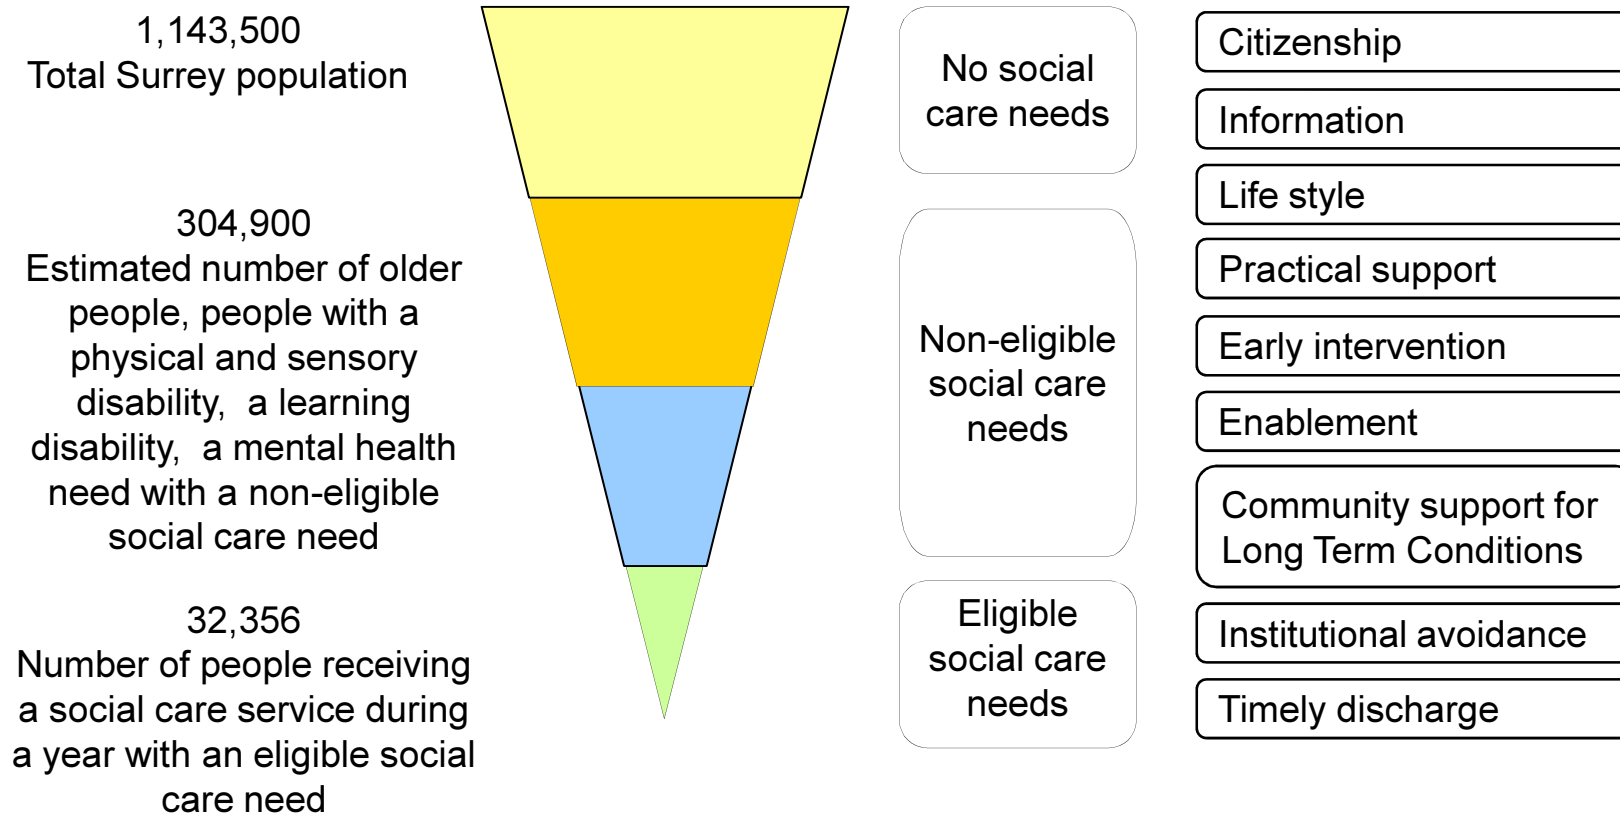 1,143,500
Total Surrey population
304,900
Estimated number of older
people, people with a
physical and sensory
disability,  a learning
disability,  a mental health
need with a non-eligible
social care need
32,356
Number of people receiving
a social care service during
a year with an eligible social
care need
No social
care needs
Non-eligible
social care
needs
Eligible
social care
needs
Citizenship
Information
Life style
Practical support
Early intervention
Enablement
Community support for
Long Term Conditions
Institutional avoidance
Timely discharge